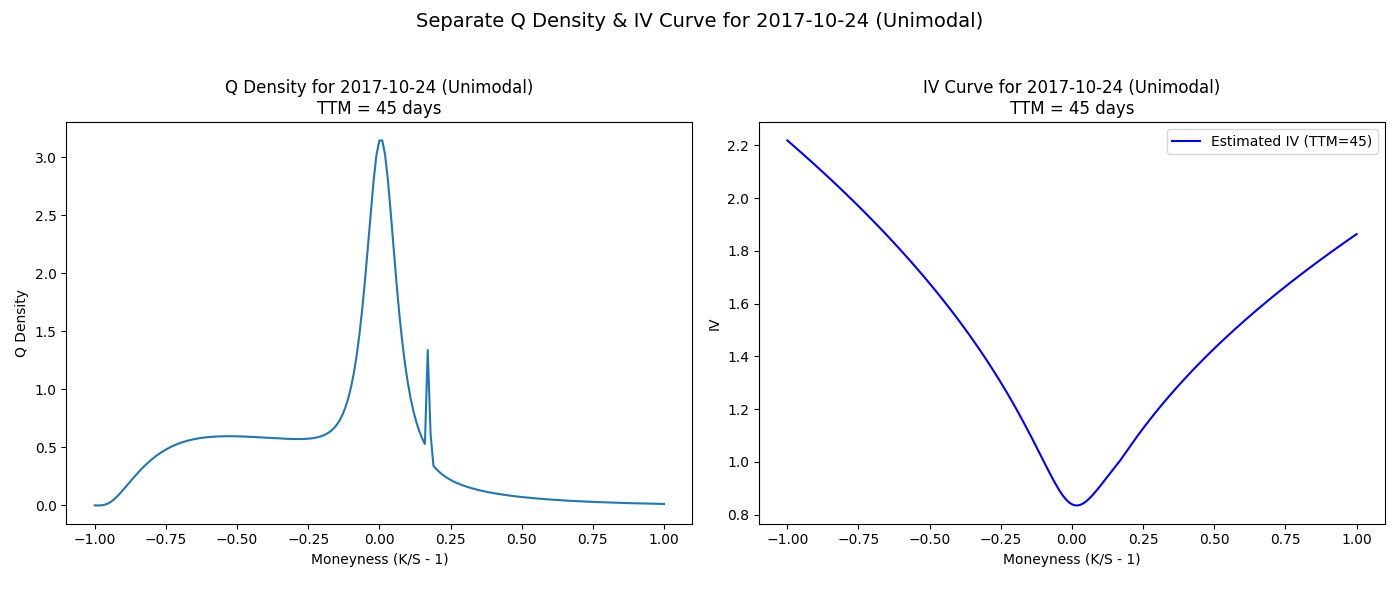 Separate Q Density & IV Curve for 2017-10-24 (Unimodal)
Q Density for 2017-10-24 (Unimodal)
TTM = 45 days
Q Density
3.0
2.5
2.0
1.5
1.0
0.5
0.0
−1.00 −0.75 −0.50 −0.25 0.00 0.25 0.50 0.75 1.00
Moneyness (K/S - 1)
IV Curve for 2017-10-24 (Unimodal)
TTM = 45 days
Estimated IV (TTM=45)
IV
2.2
2.0
1.8
1.6
1.4
1.2
1.0
0.8
−1.00 −0.75 −0.50 −0.25 0.00 0.25 0.50 0.75 1.00
Moneyness (K/S - 1)